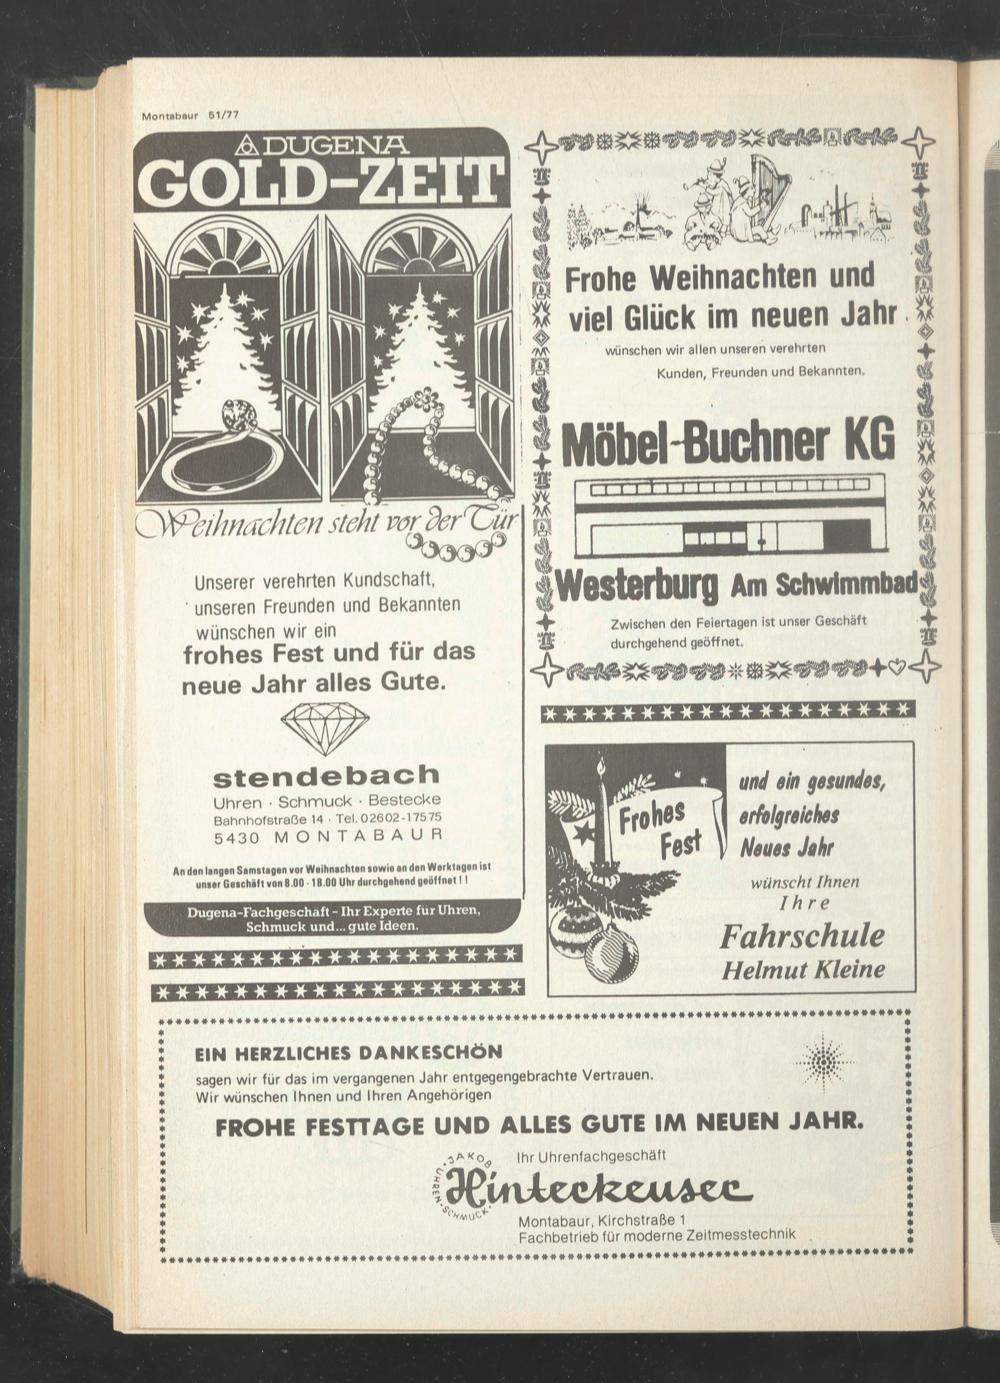 Montabaur 51/77
DUGENA
GOLD-ZEIT
Weihnachten steht vor der Tür
Unserer verehrten Kundschaft,
unseren Freunden und Bekannten
wünschen wir ein
frohes Fest und für das
neue Jahr alles Gute.
stendebach
Uhren · Schmuck · Bestecke
Bahnhofstraße 14 · Tel. 02602-17575
5430 MONTABAUR
An den langen Samstagen vor Weihnachten sowie an den Werktagen ist
unser Geschäft von 8.00 - 18.00 Uhr durchgehend geöffnet ! !
Dugena-Fachgeschäft - Ihr Experte für Uhren,
Schmuck und... gute Ideen.
Frohe Weihnachten und
viel Glück im neuen Jahr
wünschen wir allen unseren verehrten
Kunden, Freunden und Bekannten.
Möbel-Buchner KG
Westerburg Am Schwimmbad
Zwischen den Feiertagen ist unser Geschäft
durchgehend geöffnet.
Frohes
Fest
und ein gesundes,
erfolgreiches
Neues Jahr
wünscht Ihnen
Ihre
Fahrschule
Helmut Kleine
EIN HERZLICHES DANKESCHÖN
sagen wir für das im vergangenen Jahr entgegengebrachte Vertrauen.
Wir wünschen Ihnen und Ihren Angehörigen
FROHE FESTTAGE UND ALLES GUTE IM NEUEN JAHR.
Ihr Uhrenfachgeschäft
JAKOB
UHREN · SCHMUCK
Hinterkeuser
Montabaur, Kirchstraße 1
Fachbetrieb für moderne Zeitmesstechnik